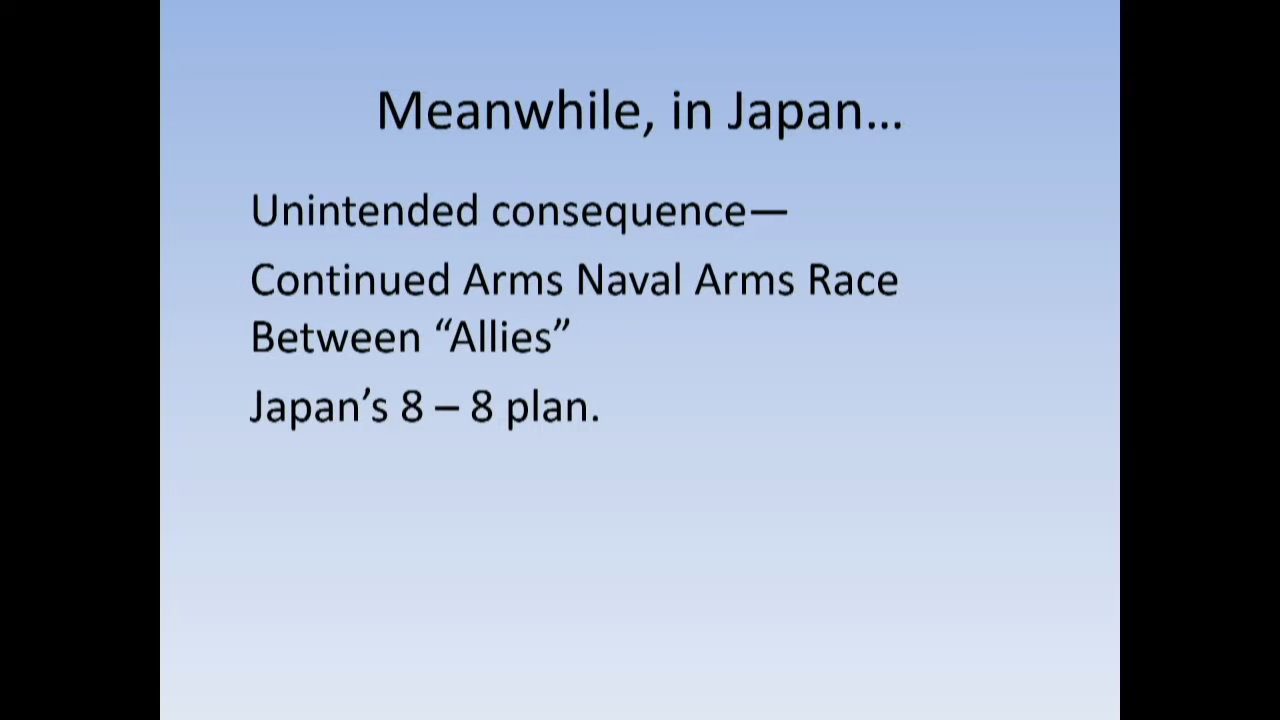 Meanwhile, in Japan…
Unintended consequence—
Continued Arms Naval Arms Race
Between “Allies”
Japan’s 8 – 8 plan.